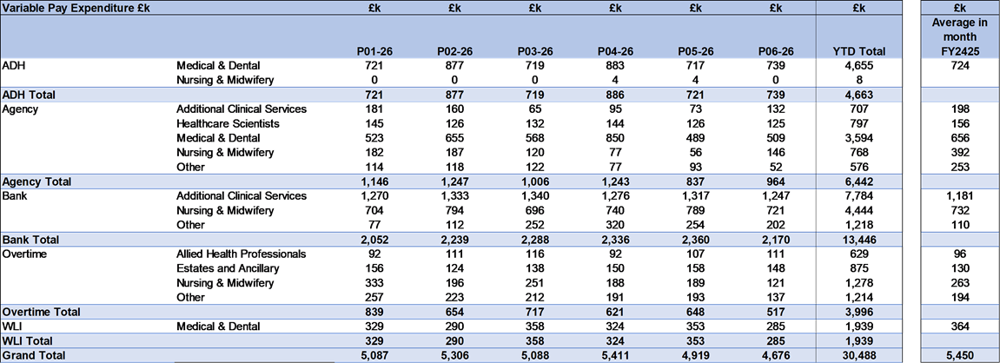 Variable Pay Expenditure £k £k £k £k £k £k £k £k £k
Average in
month
P01-26 P02-26 P03-26 P04-26 P05-26 P06-26 YTD Total FY2425
ADH Medical & Dental 721 877 719 883 717 739 4,655 724
Nursing & Midwifery 0 0 0 4 4 0 8
ADH Total 721 877 719 886 721 739 4,663
Agency Additional Clinical Services 181 160 65 95 73 132 707 198
Healthcare Scientists 145 126 132 144 126 125 797 156
Medical & Dental 523 655 568 850 489 509 3,594 656
Nursing & Midwifery 182 187 120 77 56 146 768 392
Other 114 118 122 77 93 52 576 253
Agency Total 1,146 1,247 1,006 1,243 837 964 6,442
Bank Additional Clinical Services 1,270 1,333 1,340 1,276 1,317 1,247 7,784 1,181
Nursing & Midwifery 704 794 696 740 789 721 4,444 732
Other 77 112 252 320 254 202 1,218 110
Bank Total 2,052 2,239 2,288 2,336 2,360 2,170 13,446
Overtime Allied Health Professionals 92 111 116 92 107 111 629 96
Estates and Ancillary 156 124 138 150 158 148 875 130
Nursing & Midwifery 333 196 251 188 189 121 1,278 263
Other 257 223 212 191 193 137 1,214 194
Overtime Total 839 654 717 621 648 517 3,996
WLI Medical & Dental 329 290 358 324 353 285 1,939 364
WLI Total 329 290 358 324 353 285 1,939
Grand Total 5,087 5,306 5,088 5,411 4,919 4,676 30,488 5,450